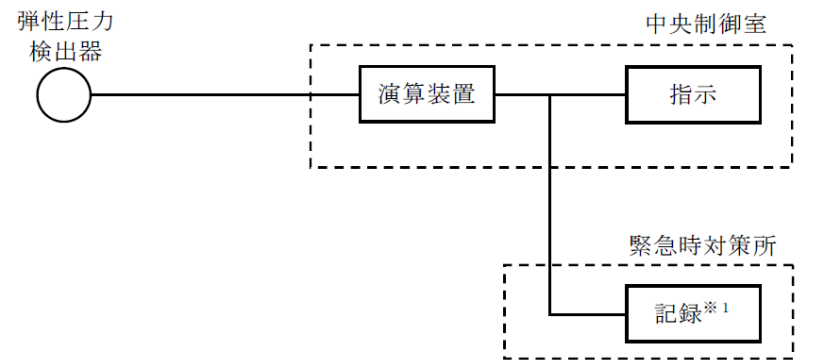 弾性圧力
検出器
中央制御室
演算装置
指示
緊急時対策所
記録※1